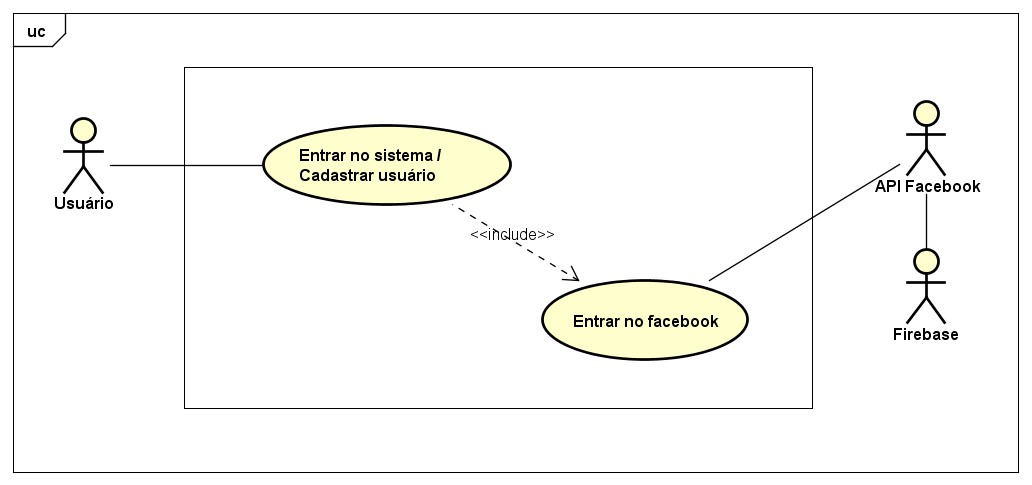 uc
Usuário
Entrar no sistema /
Cadastrar usuário
<<include>>
Entrar no facebook
API Facebook
Firebase